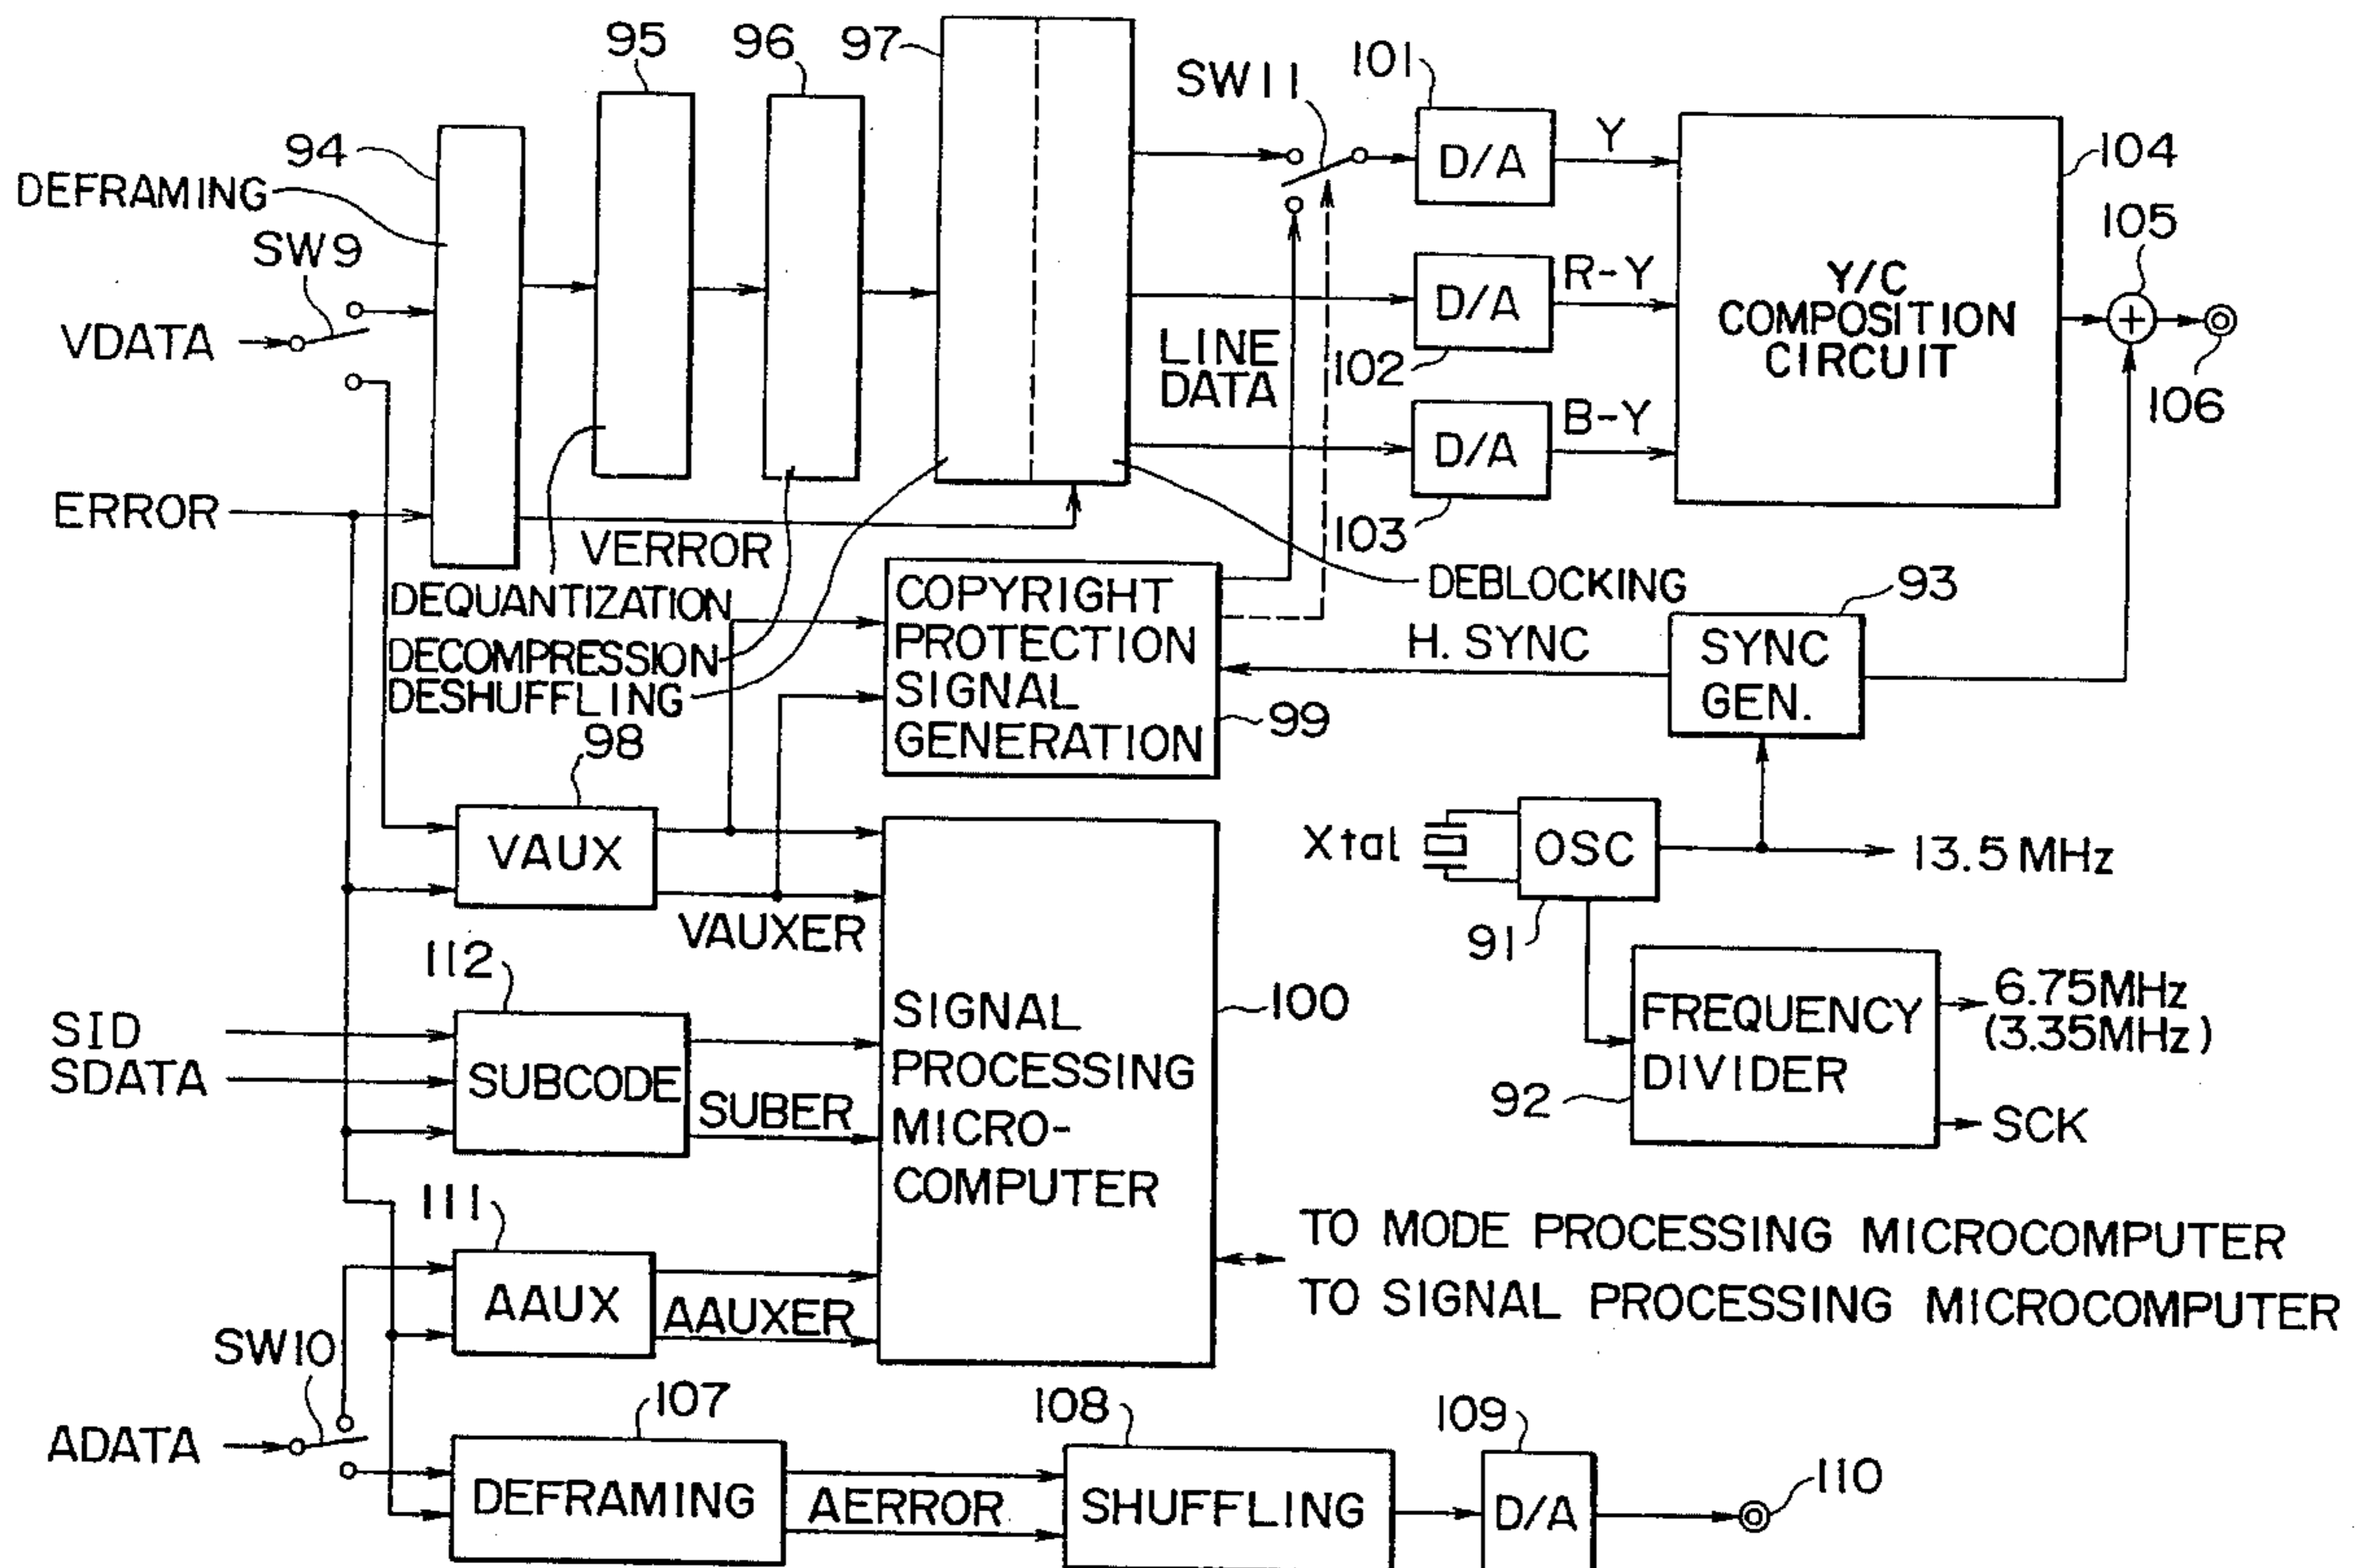 95
96
97
SW11
101
Y
94
D/A
104
DEFRAMING
105
SW9
R-Y
VDATA
D/A
Y/C
COMPOSITION
CIRCUIT
LINE
DATA
102
106
B-Y
D/A
ERROR
VERROR
103
DEQUANTIZATION
DECOMPRESSION
DESHUFFLING
COPYRIGHT
PROTECTION
SIGNAL
GENERATION
DEBLOCKING
93
H. SYNC
SYNC
GEN.
99
98
VAUX
Xtal
OSC
13.5 MHz
VAUXER
91
112
SID
SDATA
SUBCODE
SUBER
SIGNAL
PROCESSING
MICRO-
COMPUTER
100
FREQUENCY
DIVIDER
6.75MHz
(3.35MHz)
92
SCK
111
AAUX
AAUXER
TO MODE PROCESSING MICROCOMPUTER
TO SIGNAL PROCESSING MICROCOMPUTER
SW10
107
108
109
ADATA
DEFRAMING
AERROR
SHUFFLING
D/A
110